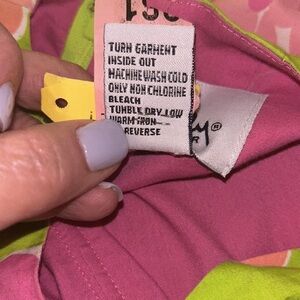 TURN GARMENT
INSIDE OUT
MACHINE WASH COLD
ONLY NON CHLORINE
BLEACH
TUMBLE DRY LOW
WARM IRON
REVERSE